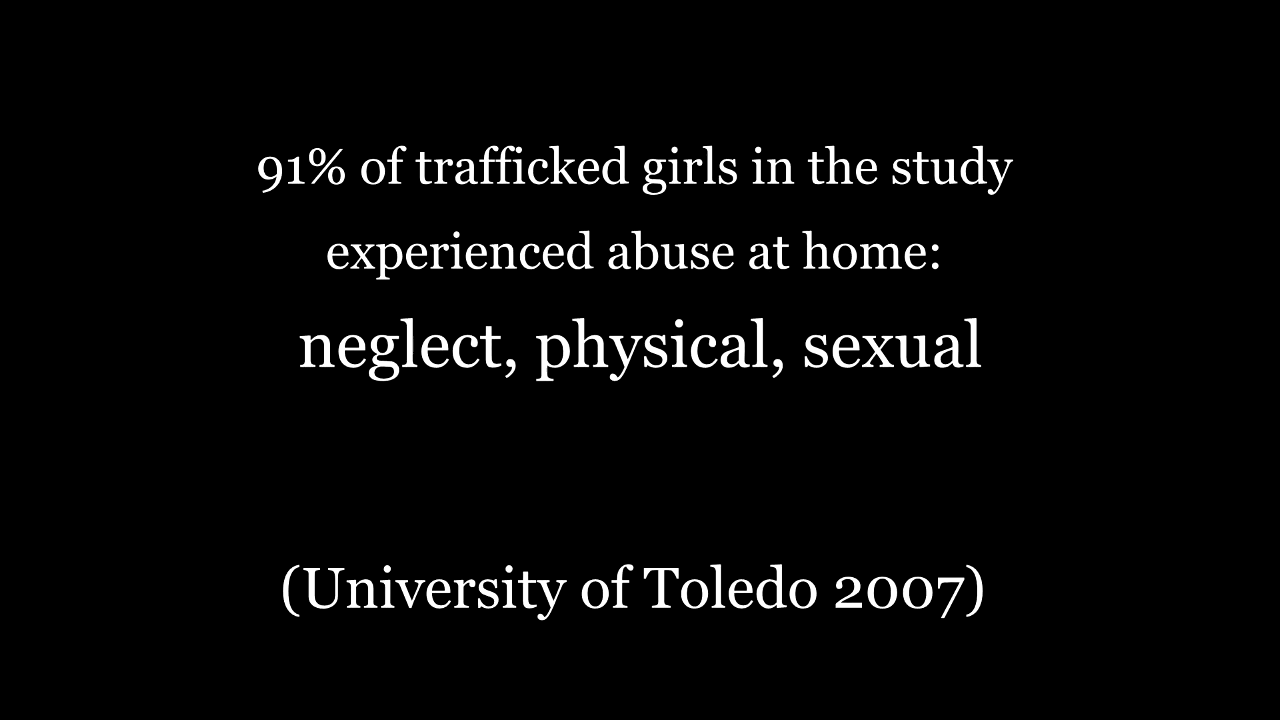 91% of trafficked girls in the study
experienced abuse at home:
neglect, physical, sexual
(University of Toledo 2007)